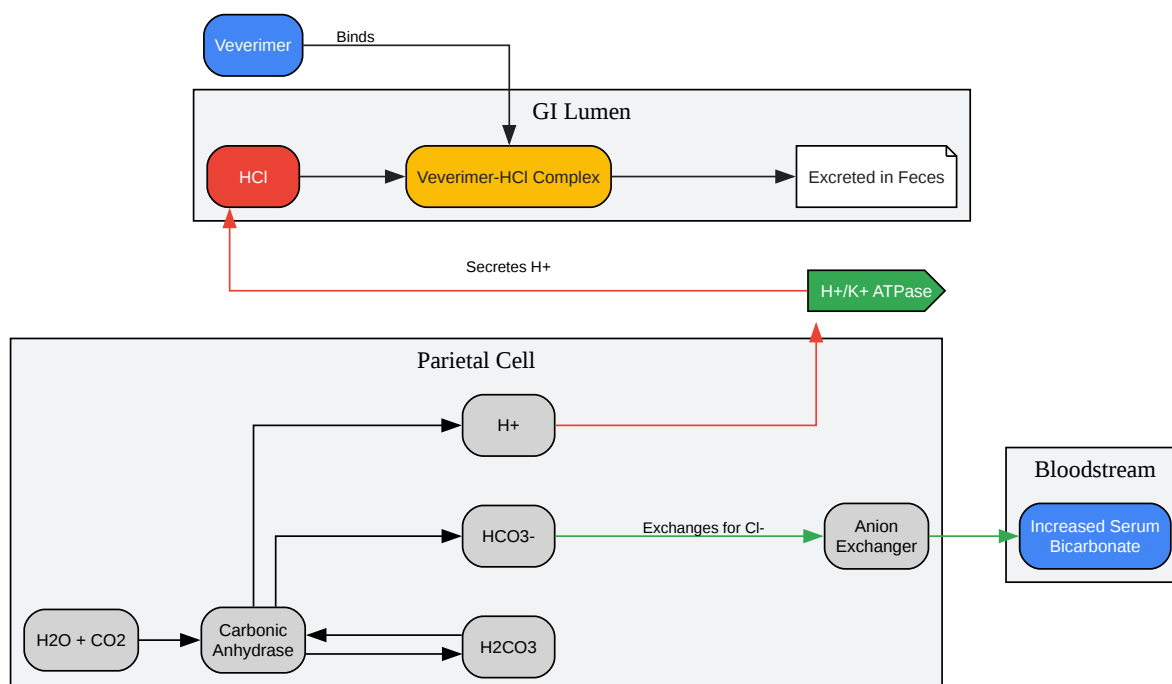 Veverimer
Binds
GI Lumen
HCl
Veverimer-HCl Complex
Excreted in Feces
Secretes H+
H+/K+ ATPase
Parietal Cell
H+
Bloodstream
HCO3-
Exchanges for Cl-
Anion
Exchanger
Increased Serum
Bicarbonate
H2O + CO2
Carbonic
Anhydrase
H2CO3